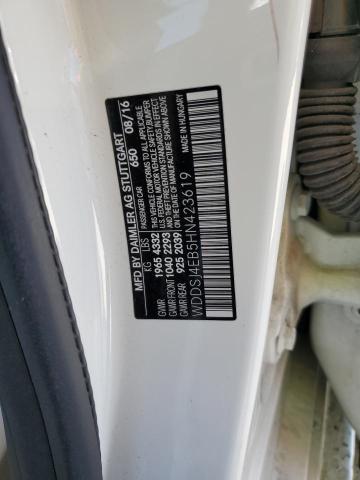 MFD BY DAIMLER AG STUTTGART
PASSENGER CAR 650 08/16
KG LBS
GVWR 1965 4332
GAWR FRONT 1040 2293
GAWR REAR 925 2039
THIS VEHICLE CONFORMS TO ALL APPLICABLE
U.S. FEDERAL MOTOR VEHICLE SAFETY, BUMPER
AND THEFT PREVENTION STANDARDS IN EFFECT
ON THE DATE OF MANUFACTURE SHOWN ABOVE
MADE IN HUNGARY
WDDSJ4EB5HN423619